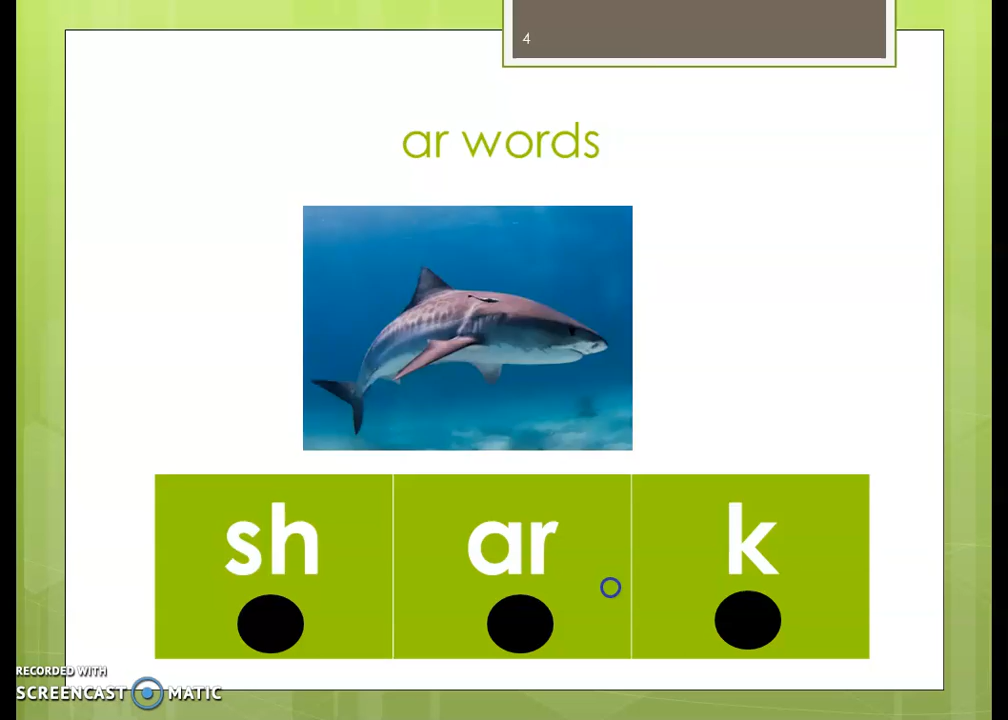 4
ar words
sh ar k
RECORDED WITH
SCREENCAST MATIC